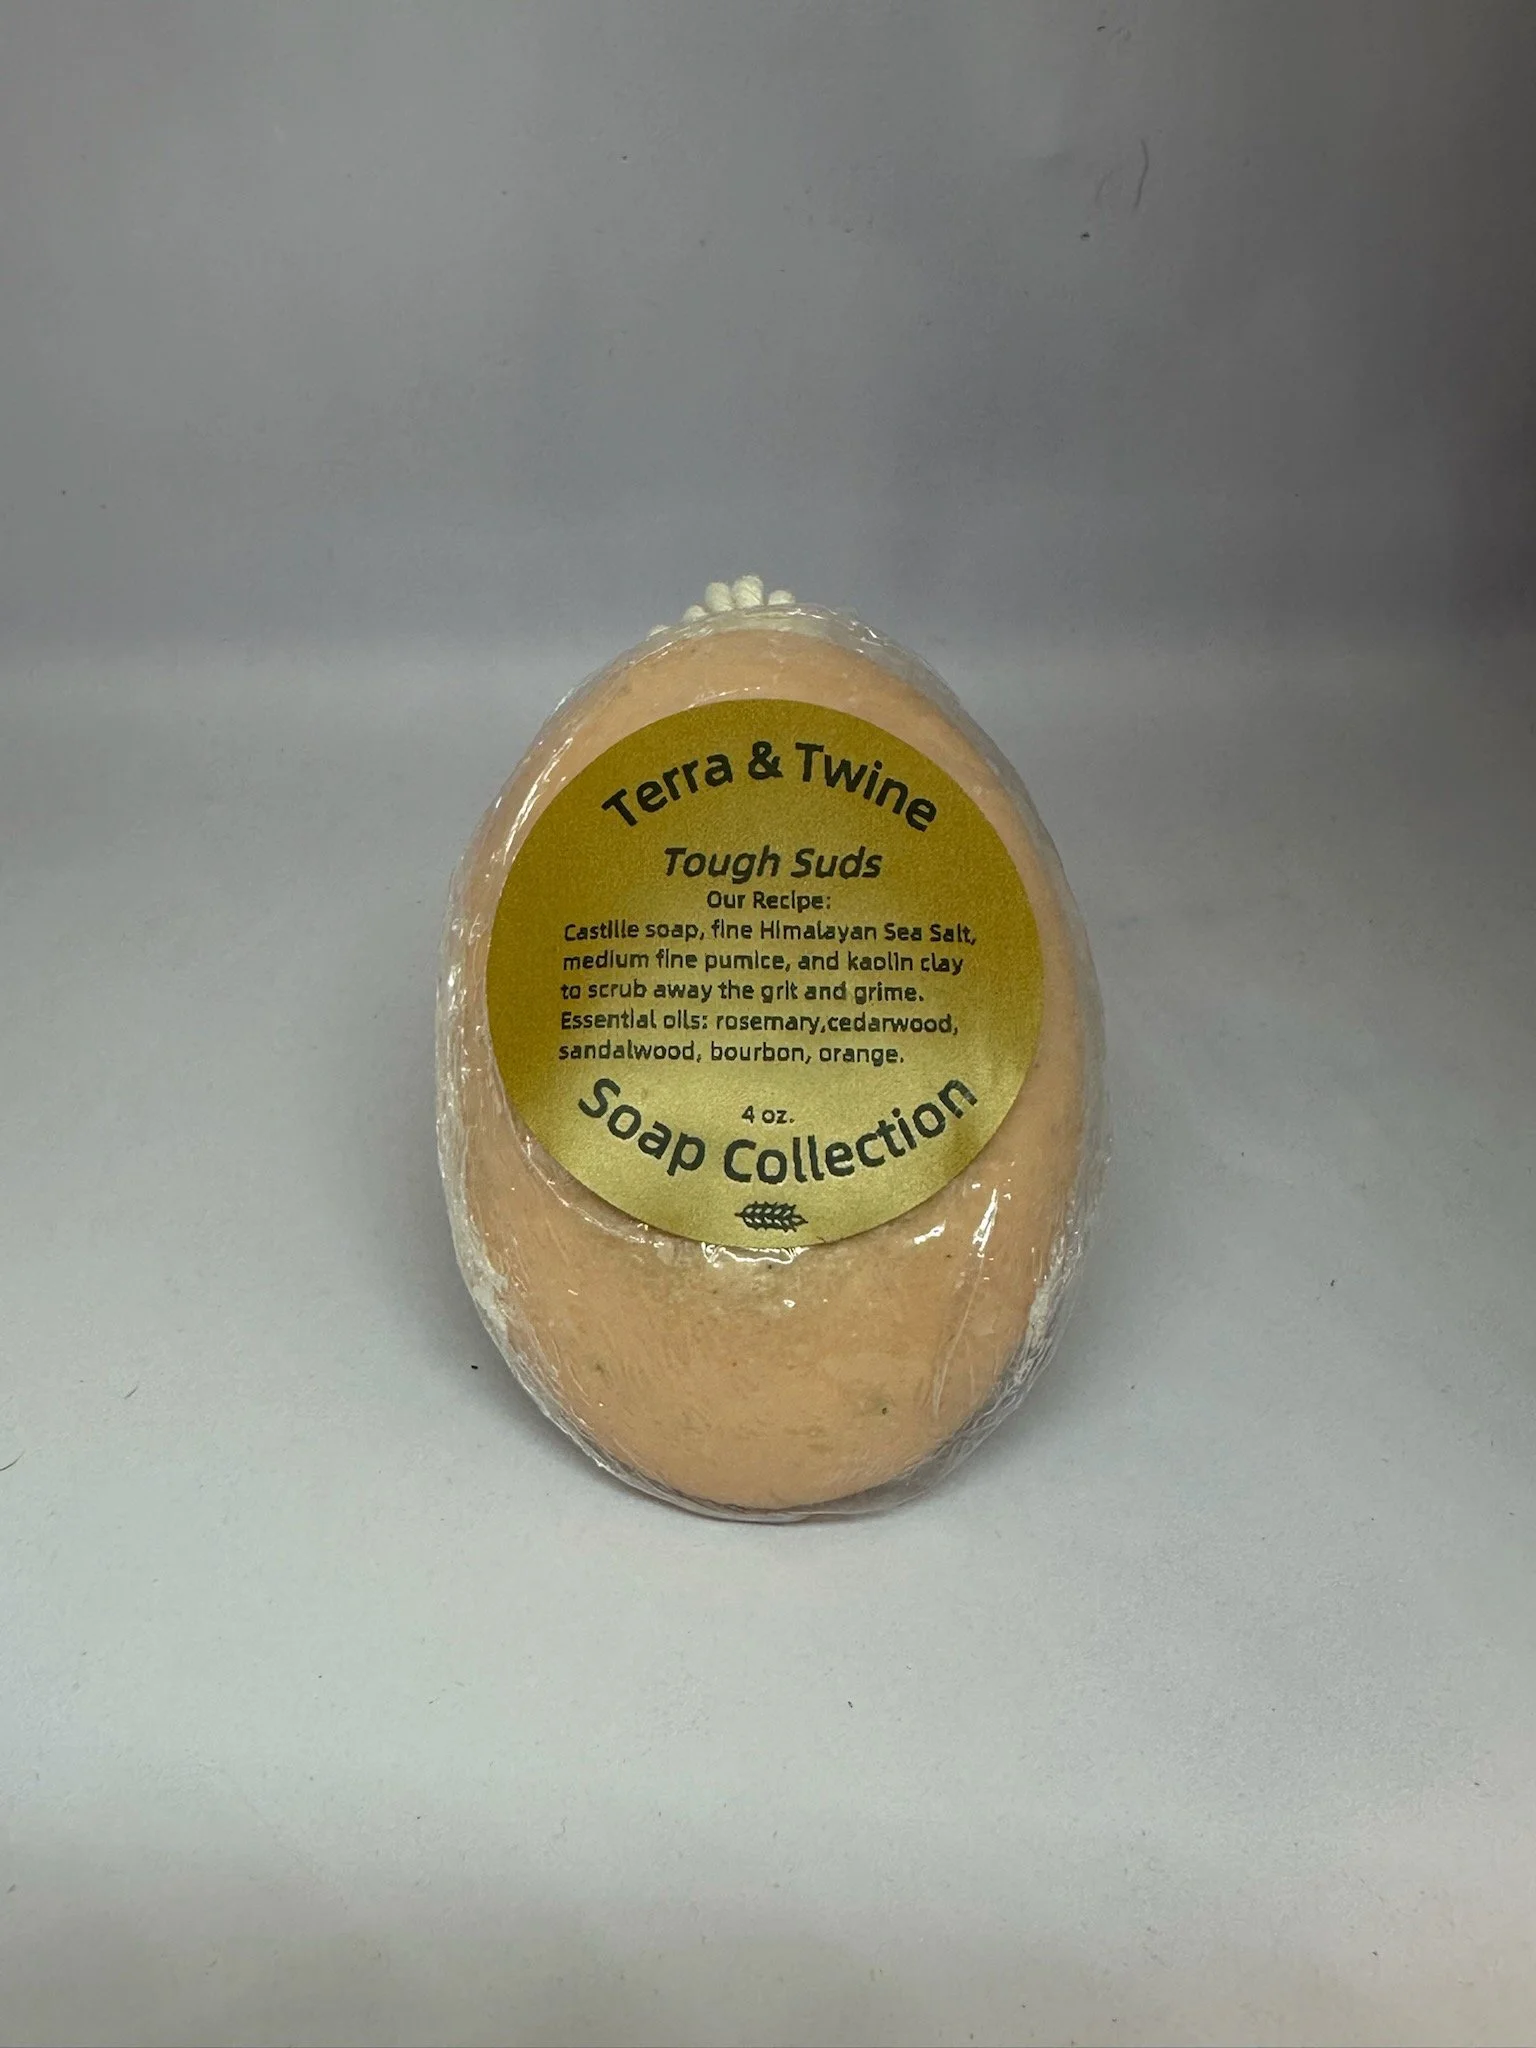 Terra & Twine
Tough Suds
Our Recipe:
Castille soap, fine Himalayan Sea Salt,
medium fine pumice, and kaolin clay
to scrub away the grit and grime.
Essential oils: rosemary,cedarwood,
sandalwood, bourbon, orange.
4 oz.
Soap Collection